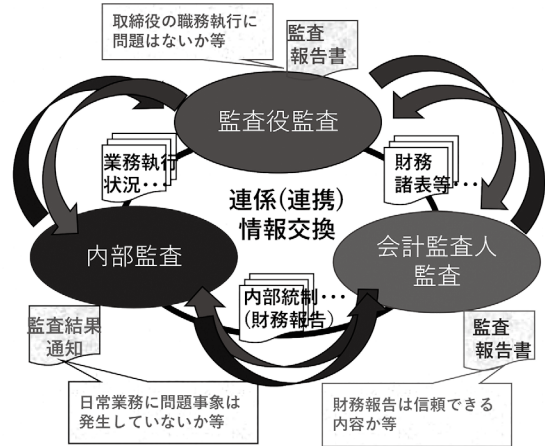 取締役の職務執行に
問題はないか等
監査
報告書
監査役監査
業務執行
状況・・・
財務
諸表等・・・
連係(連携)
情報交換
内部監査
会計監査人
監査
内部統制・・・
(財務報告)
監査結果
通知
監査
報告書
日常業務に問題事象は
発生していないか等
財務報告は信頼できる
内容か等